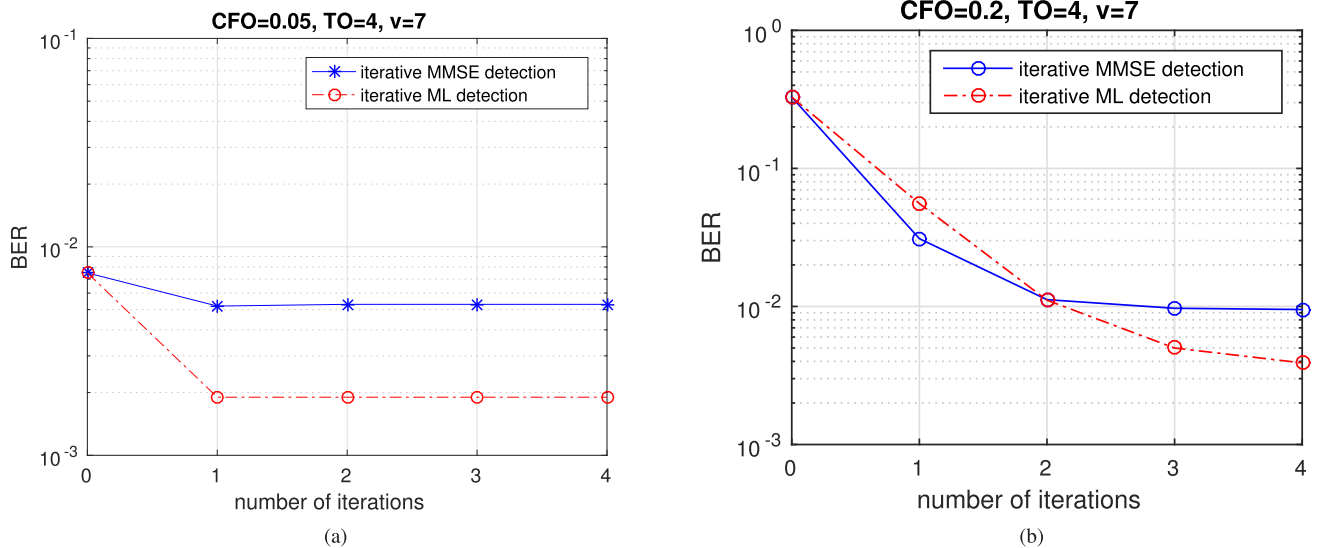 CFO=0.05, TO=4, v=7
10^-1
iterative MMSE detection
iterative ML detection
10^-2
BER
10^-3
0 1 2 3 4
number of iterations
(a)
CFO=0.2, TO=4, v=7
10^0
iterative MMSE detection
iterative ML detection
10^-1
BER
10^-2
10^-3
0 1 2 3 4
number of iterations
(b)